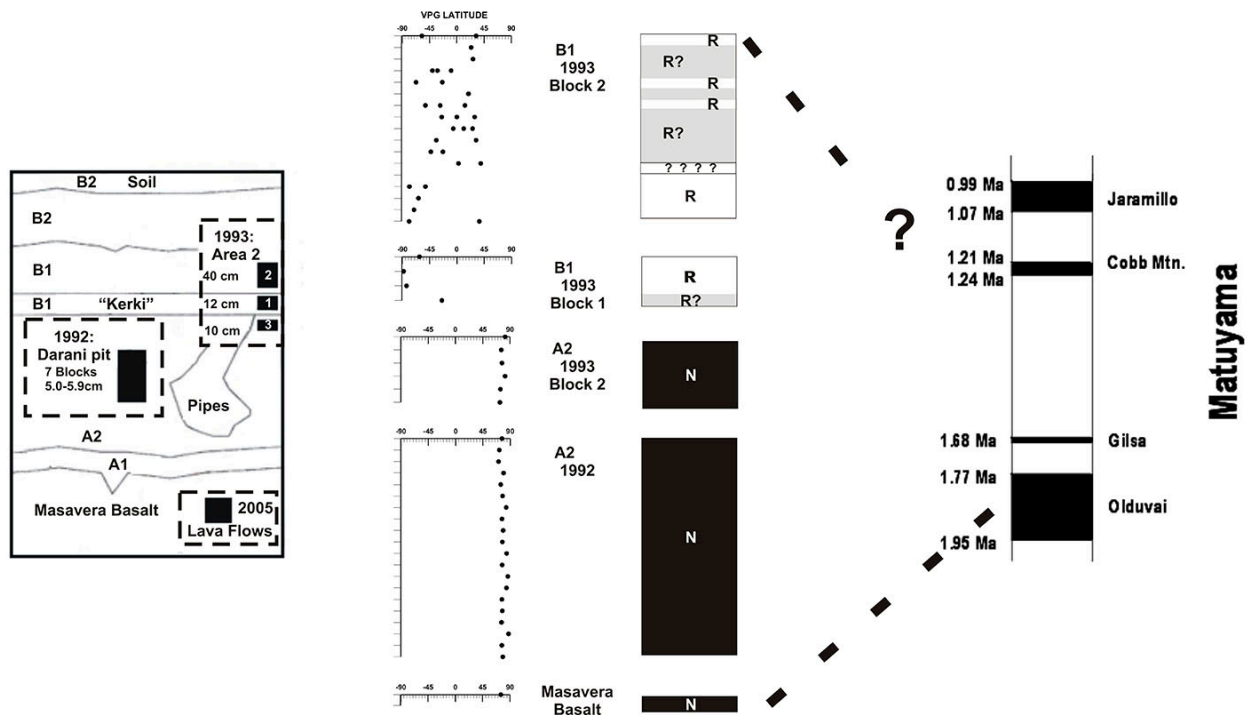 B2 Soil
B2
1993:
Area 2
40 cm
2
B1
B1 “Kerki”
12 cm
1
10 cm
3
1992:
Darani pit
7 Blocks
5.0-5.9cm
Pipes
A2
A1
Masavera Basalt
2005
Lava Flows
VPG LATITUDE
-90 -45 0 45 90
B1
1993
Block 2
R
R?
R
R
R?
? ? ? ?
R
-90 -45 0 45 90
B1
1993
Block 1
R
R?
-90 -45 0 45 90
A2
1993
Block 2
N
-90 -45 0 45 90
A2
1992
N
-90 -45 0 45 90
Masavera
Basalt
N
?
0.99 Ma
Jaramillo
1.07 Ma
1.21 Ma
Cobb Mtn.
1.24 Ma
1.68 Ma
Gilsa
1.77 Ma
Olduvai
1.95 Ma
Matuyama